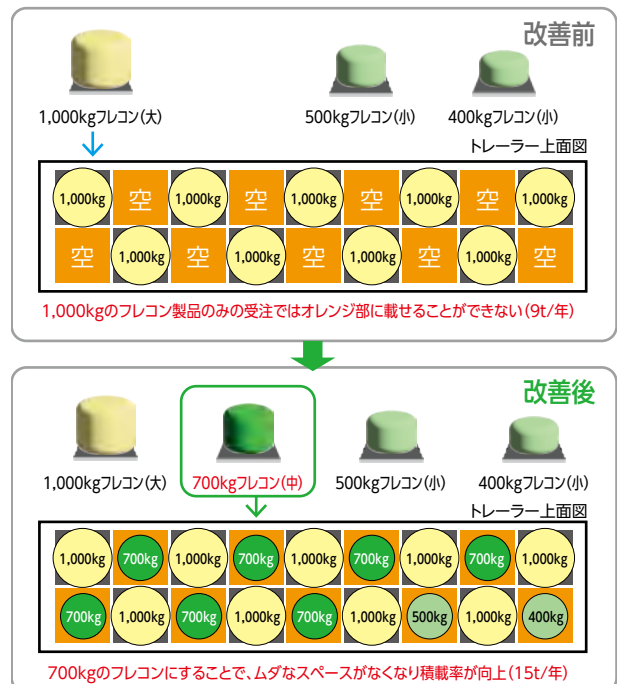 改善前
1,000kgフレコン(大)
500kgフレコン(小)
400kgフレコン(小)
トレーラー上面図
1,000kg 空 1,000kg 空 1,000kg 空 1,000kg 空 1,000kg
空 1,000kg 空 1,000kg 空 1,000kg 空 1,000kg 空
1,000kgのフレコン製品のみの受注ではオレンジ部に載せることができない(9t/年)
改善後
1,000kgフレコン(大)
700kgフレコン(中)
500kgフレコン(小)
400kgフレコン(小)
トレーラー上面図
1,000kg 700kg 1,000kg 700kg 1,000kg 700kg 1,000kg 700kg 1,000kg
700kg 1,000kg 700kg 1,000kg 700kg 1,000kg 500kg 1,000kg 400kg
700kgのフレコンにすることで、ムダなスペースがなくなり積載率が向上(15t/年)